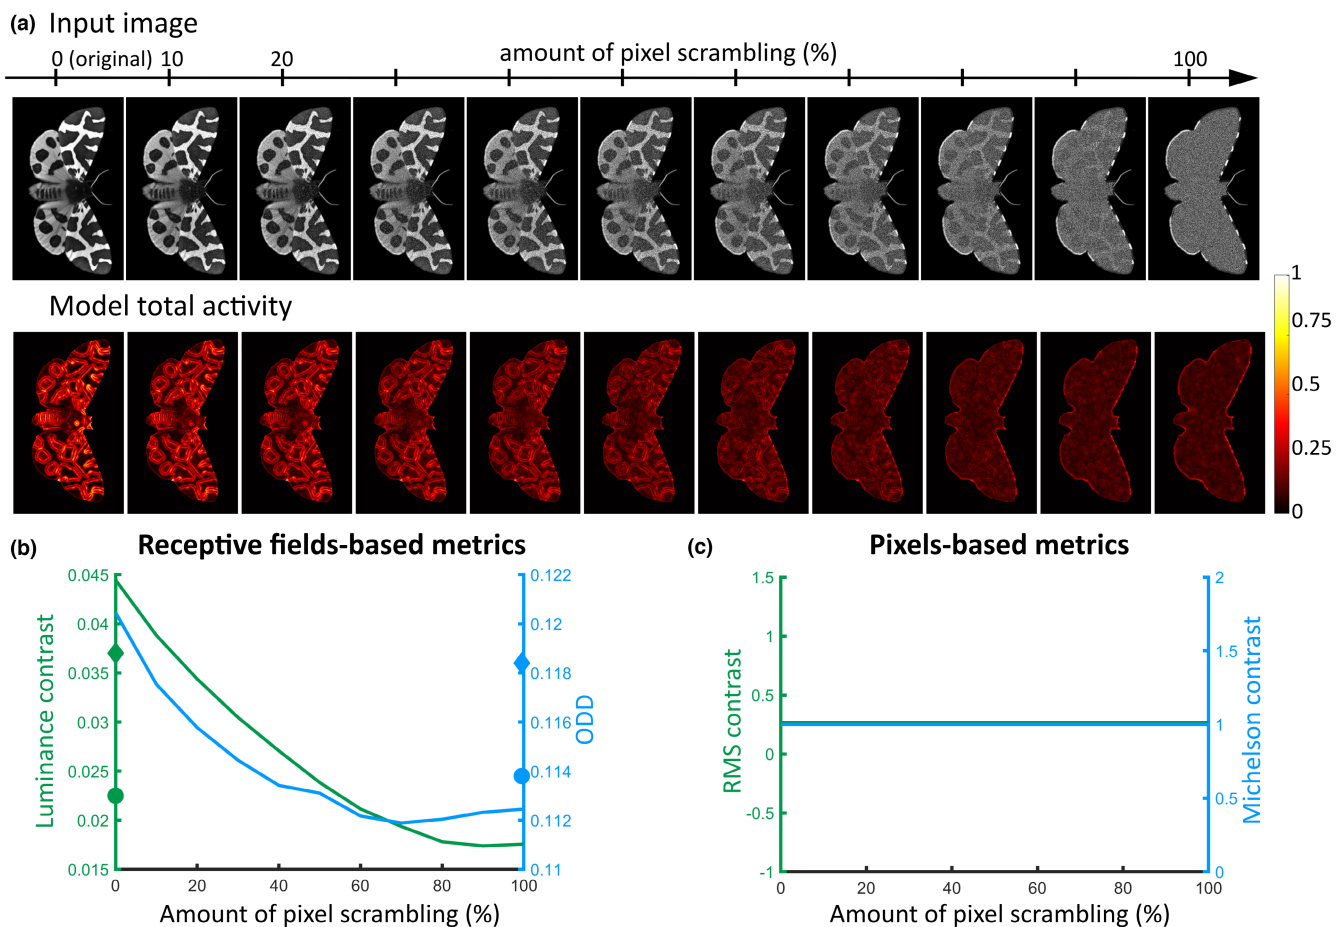 (a) Input image
amount of pixel scrambling (%)
0 (original) 10 20 100
Model total activity
1
0.75
0.5
0.25
0
(b) Receptive fields-based metrics
0.045
0.04
0.035
0.03
0.025
0.02
0.015
Luminance contrast
0.122
0.12
0.118
0.116
0.114
0.112
0.11
ODD
0 20 40 60 80 100
Amount of pixel scrambling (%)
(c) Pixels-based metrics
1.5
1
0.5
0
-0.5
-1
RMS contrast
2
1.5
1
0.5
0
Michelson contrast
0 20 40 60 80 100
Amount of pixel scrambling (%)